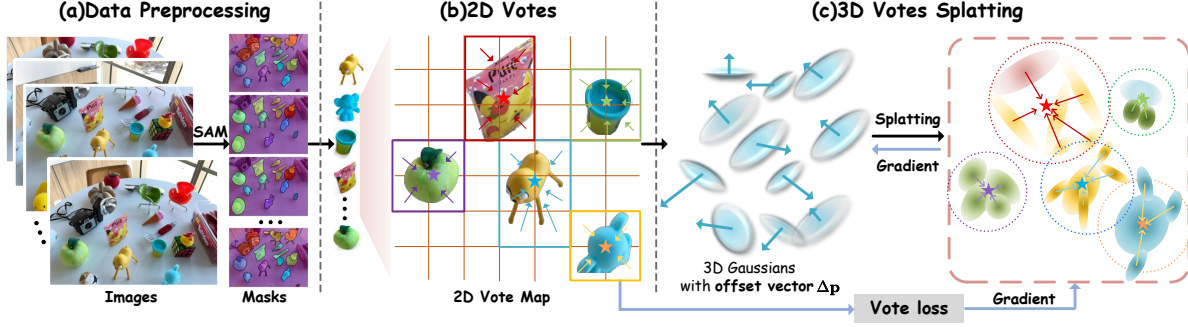 (a)Data Preprocessing
(b)2D Votes
(c)3D Votes Splatting
SAM
Pure
Splatting
Gradient
3D Gaussians
with offset vector Δp
Images
Masks
2D Vote Map
Vote loss
Gradient